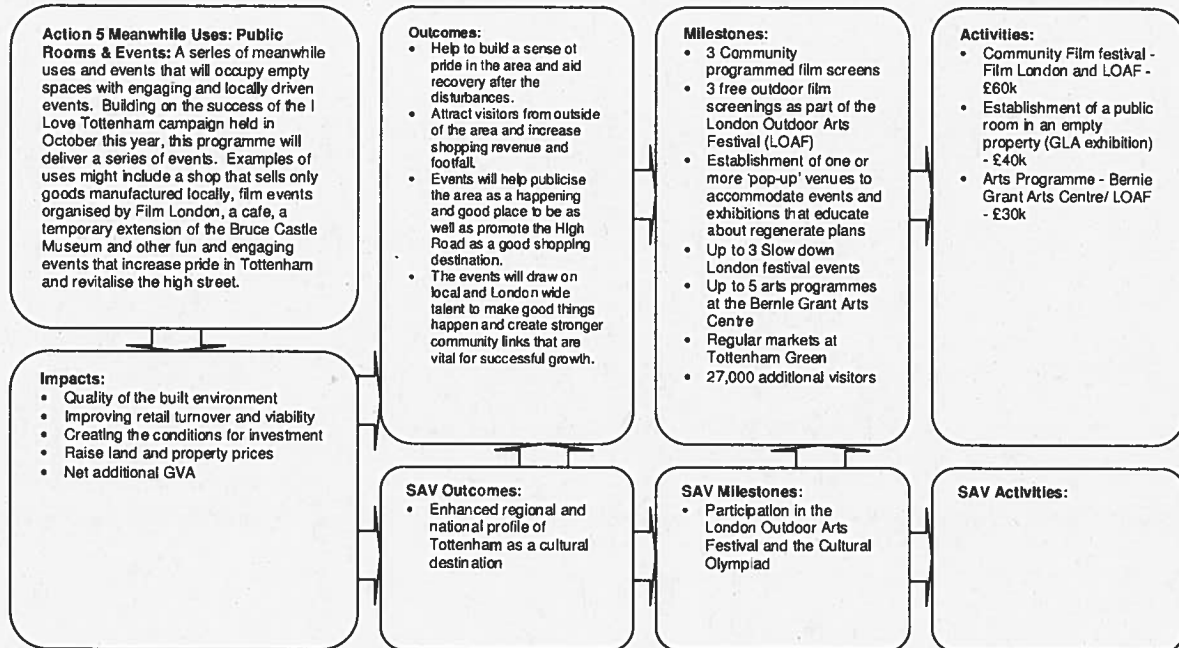 Action 5 Meanwhile Uses: Public
Rooms & Events: A series of meanwhile
uses and events that will occupy empty
spaces with engaging and locally driven
events. Building on the success of the I
Love Tottenham campaign held in
October this year, this programme will
deliver a series of events. Examples of
uses might include a shop that sells only
goods manufactured locally, film events
organised by Film London, a cafe, a
temporary extension of the Bruce Castle
Museum and other fun and engaging
events that increase pride in Tottenham
and revitalise the high street.
Impacts:
• Quality of the built environment
• Improving retail turnover and viability
• Creating the conditions for investment
• Raise land and property prices
• Net additional GVA
Outcomes:
• Help to build a sense of
pride in the area and aid
recovery after the
disturbances.
• Attract visitors from outside
of the area and increase
shopping revenue and
footfall.
• Events will help publicise
the area as a happening
and good place to be as
well as promote the High
Road as a good shopping
destination.
• The events will draw on
local and London wide
talent to make good things
happen and create stronger
community links that are
vital for successful growth.
SAV Outcomes:
• Enhanced regional and
national profile of
Tottenham as a cultural
destination
Milestones:
• 3 Community
programmed film screens
• 3 free outdoor film
screenings as part of the
London Outdoor Arts
Festival (LOAF)
• Establishment of one or
more 'pop-up' venues to
accommodate events and
exhibitions that educate
about regenerate plans
• Up to 3 Slow down
London festival events
• Up to 5 arts programmes
at the Bernie Grant Arts
Centre
• Regular markets at
Tottenham Green
• 27,000 additional visitors
SAV Milestones:
• Participation in the
London Outdoor Arts
Festival and the Cultural
Olympiad
Activities:
• Community Film festival -
Film London and LOAF -
£60k
• Establishment of a public
room in an empty
property (GLA exhibition)
- £40k
• Arts Programme - Bernie
Grant Arts Centre/ LOAF
- £30k
SAV Activities: